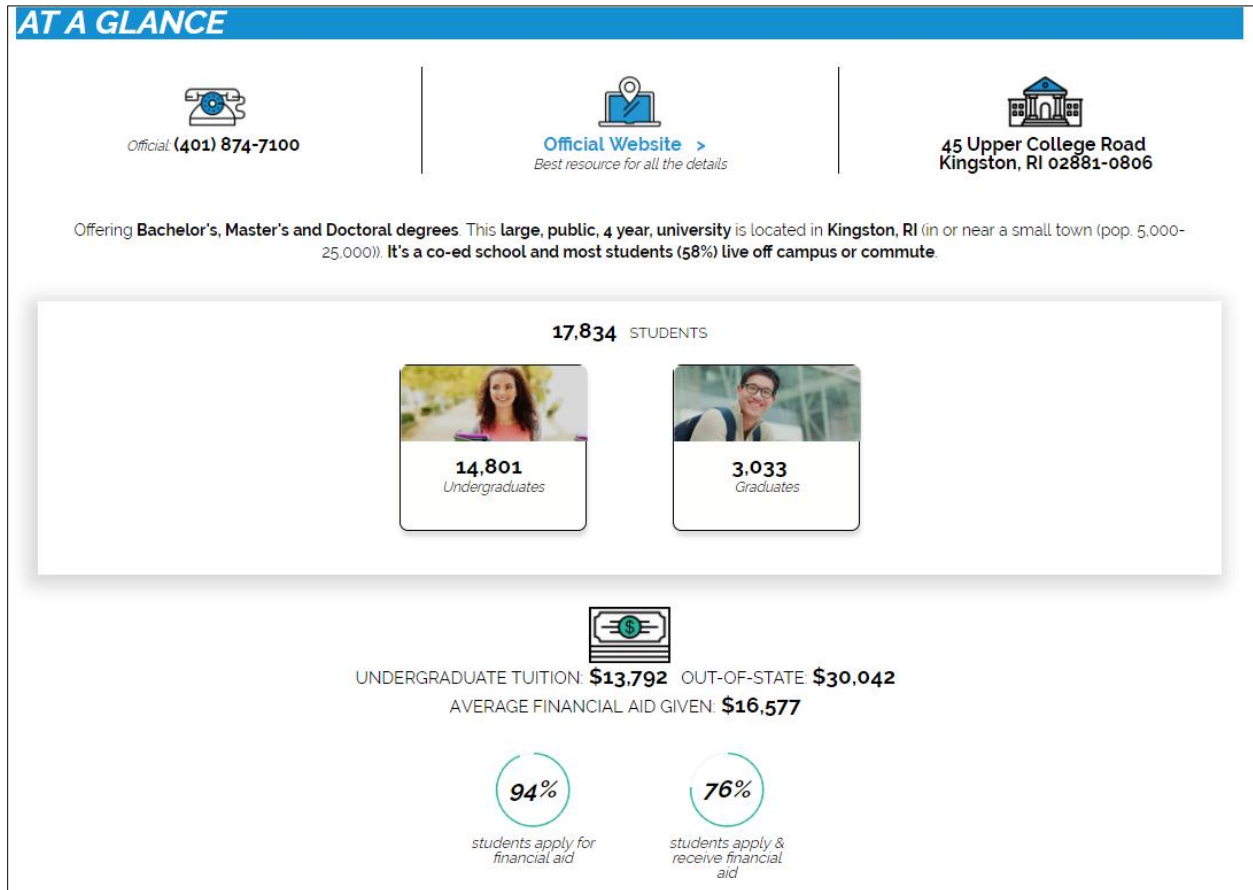 AT A GLANCE
Official: (401) 874-7100
Official Website >
Best resource for all the details
45 Upper College Road
Kingston, RI 02881-0806
Offering Bachelor's, Master's and Doctoral degrees. This large, public, 4 year, university is located in Kingston, RI (in or near a small town (pop. 5,000-
25,000)). It's a co-ed school and most students (58%) live off campus or commute.
17,834 STUDENTS
14,801
Undergraduates
3,033
Graduates
UNDERGRADUATE TUITION: $13,792 OUT-OF-STATE: $30,042
AVERAGE FINANCIAL AID GIVEN: $16,577
94%
students apply for
financial aid
76%
students apply &
receive financial
aid